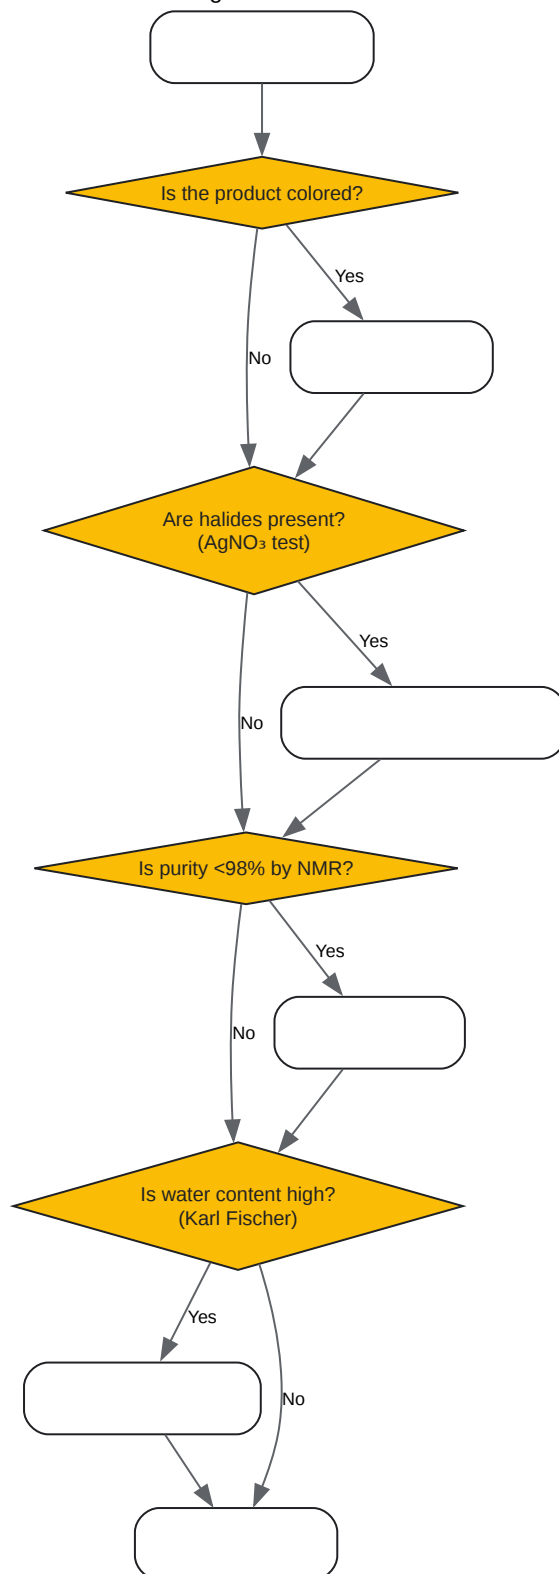 Is the product colored?
Yes
No
Are halides present?
(AgNO₃ test)
Yes
No
Is purity <98% by NMR?
Yes
No
Is water content high?
(Karl Fischer)
Yes
No